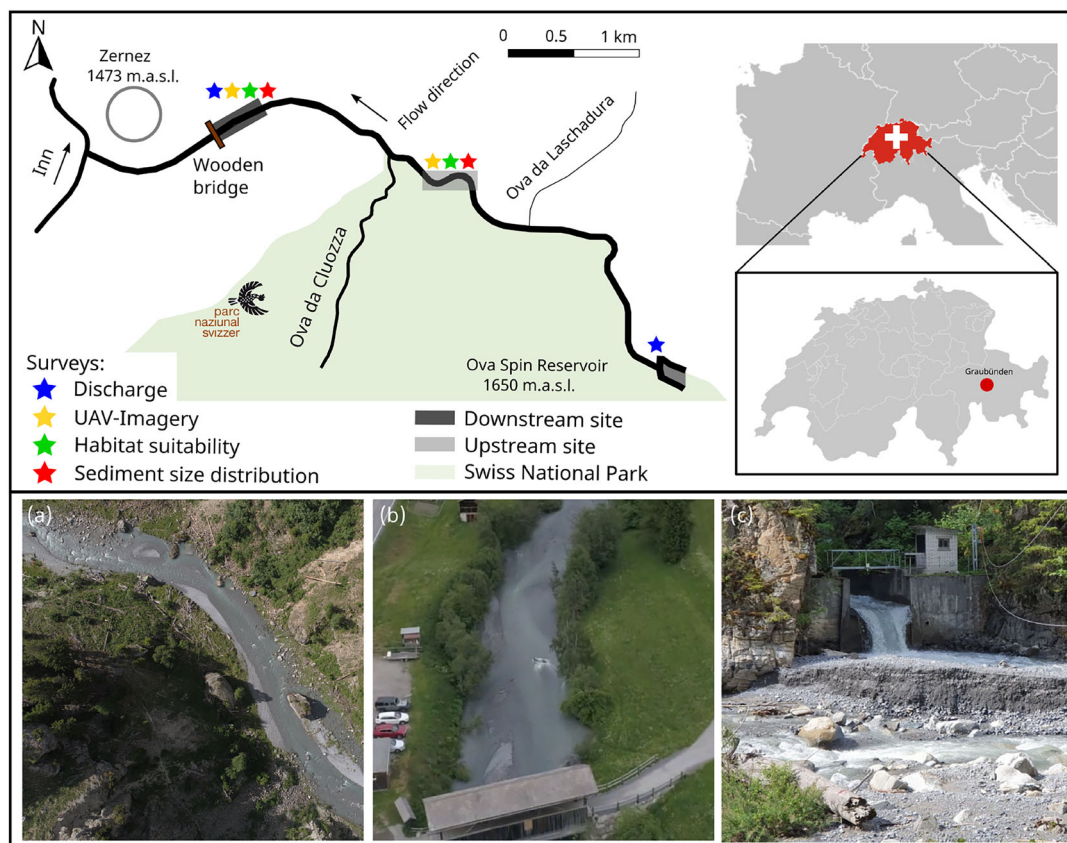 N
Zernez
1473 m.a.s.l.
0 0.5 1 km
Flow direction
Inn
Wooden
bridge
Ova da Laschadura
Ova da Cluozza
parc
naziunal
svizzer
Ova Spin Reservoir
1650 m.a.s.l.
Surveys:
Discharge
UAV-Imagery
Habitat suitability
Sediment size distribution
Downstream site
Upstream site
Swiss National Park
Graubünden
(a)
(b)
(c)